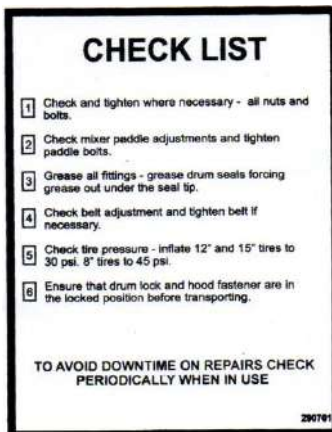 CHECK LIST
1 Check and tighten where necessary - all nuts and
bolts.
2 Check mixer paddle adjustments and tighten
paddle bolts.
3 Grease all fittings - grease drum seals forcing
grease out under the seal tip.
4 Check belt adjustment and tighten belt if
necessary.
5 Check tire pressure - inflate 12" and 15" tires to
30 psi. 8" tires to 45 psi.
6 Ensure that drum lock and hood fastener are in
the locked position before transporting.
TO AVOID DOWNTIME ON REPAIRS CHECK
PERIODICALLY WHEN IN USE
290701